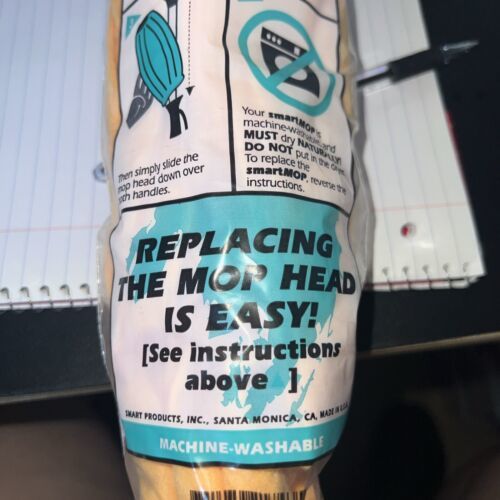 Then simply slide the
mop head down over
both handles.
Your smartMOP is
machine-washable and
MUST dry NATURALLY!
DO NOT put in the dryer.
To replace the
smartMOP, reverse the
instructions.
REPLACING
THE MOP HEAD
IS EASY!
[See instructions
above ]
SMART PRODUCTS, INC., SANTA MONICA, CA, MADE IN U.S.A.
MACHINE-WASHABLE